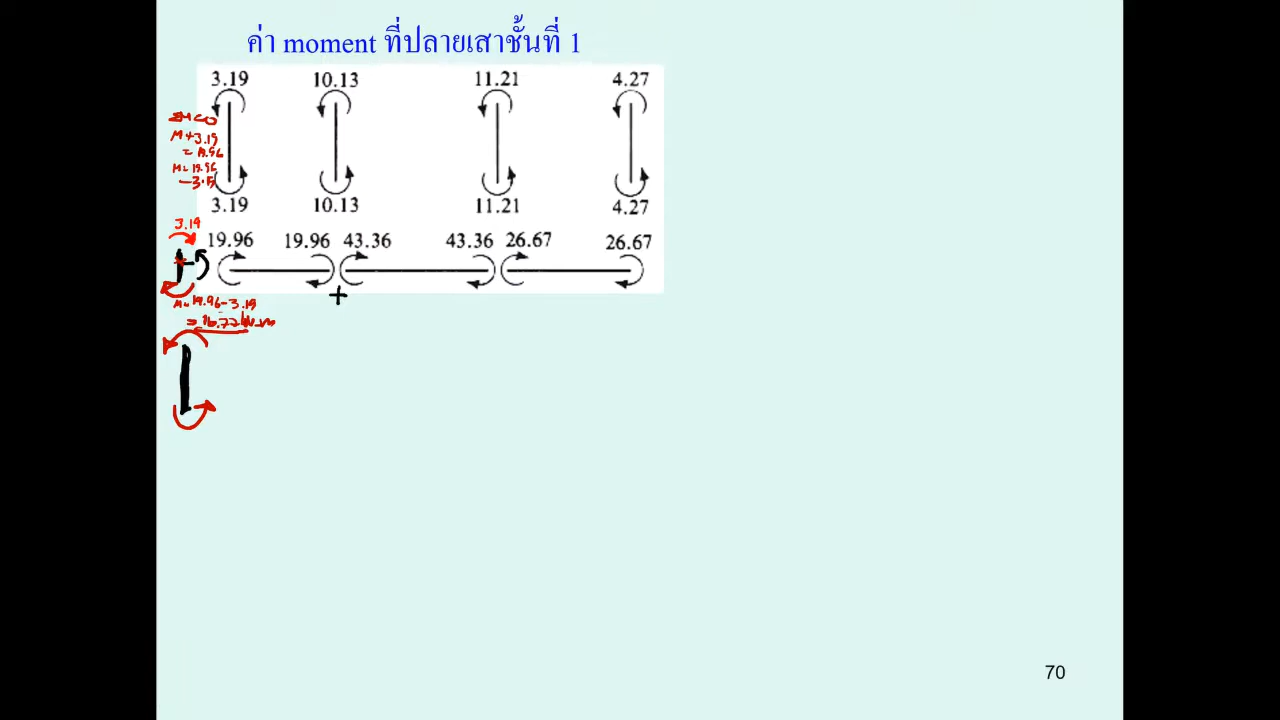 ค่า moment ที่ปลายเสาชั้นที่ 1
3.19 10.13 11.21 4.27
ΣM=0
M+3.19
= 19.96
M=19.96
-3.19
3.19 10.13 11.21 4.27
3.19
19.96 19.96 43.36 43.36 26.67 26.67
M=19.96-3.19
+
70